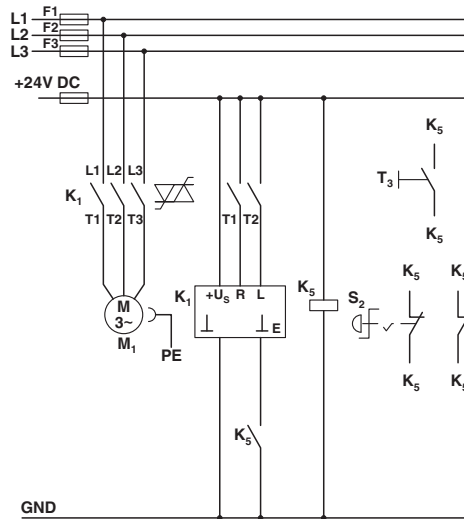 L1 F1
L2 F2
L3 F3
+24V DC
K5
L1 L2 L3
K1
T3
T1 T2 T3
T1 T2
K5
K1
+US R L
K5
S2
K5
K5
M
3~
M1
PE
E
K5
K5
K5
GND